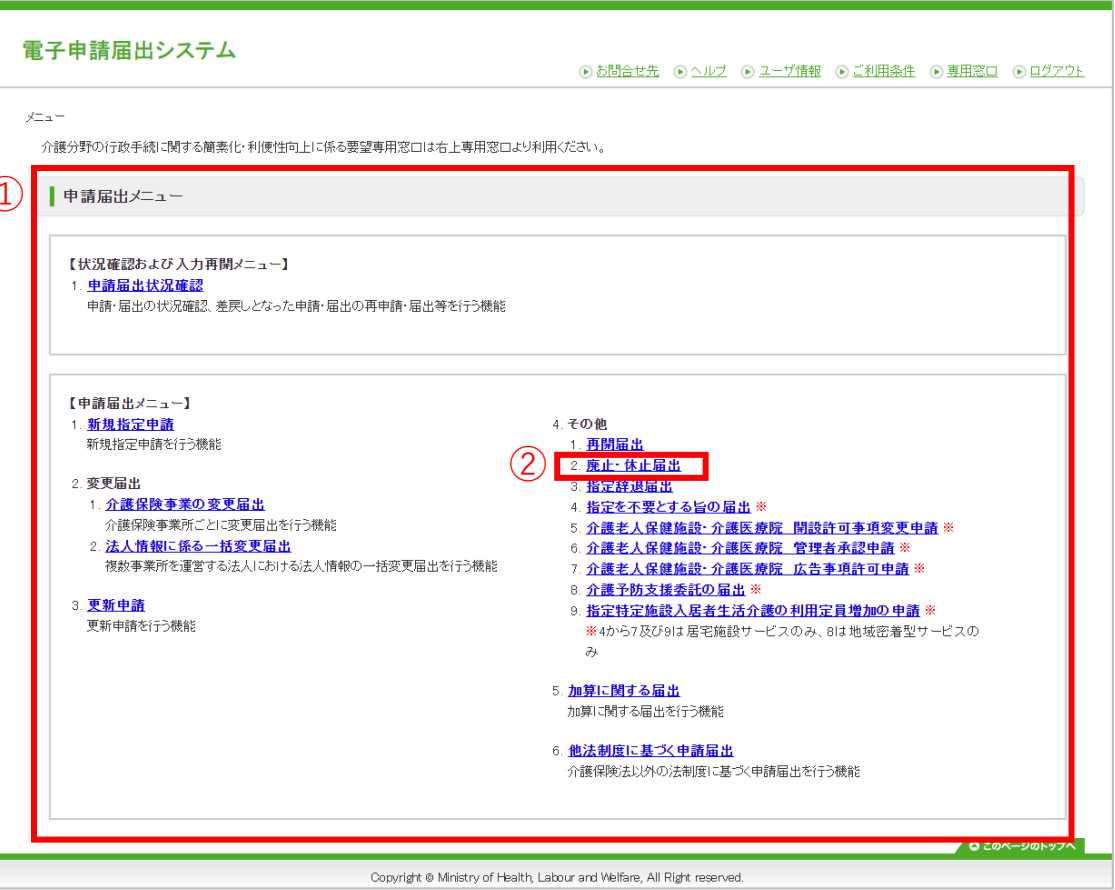 電子申請届出システム
お問合せ先 ヘルプ ユーザ情報 ご利用条件 専用窓口 ログアウト
メニュー
介護分野の行政手続に関する簡素化・利便性向上に係る要望専用窓口は右上専用窓口より利用ください。
①
申請届出メニュー
【状況確認および入力再開メニュー】
1. 申請届出状況確認
申請・届出の状況確認、差戻しとなった申請・届出の再申請・届出等を行う機能
【申請届出メニュー】
1. 新規指定申請
新規指定申請を行う機能
2. 変更届出
1. 介護保険事業の変更届出
介護保険事業所ごとに変更届出を行う機能
2. 法人情報に係る一括変更届出
複数事業所を運営する法人における法人情報の一括変更届出を行う機能
3. 更新申請
更新申請を行う機能
4. その他
1. 再開届出
②
2. 廃止・休止届出
3. 指定辞退届出
4. 指定を不要とする旨の届出 ※
5. 介護老人保健施設・介護医療院 開設許可事項変更申請 ※
6. 介護老人保健施設・介護医療院 管理者承認申請 ※
7. 介護老人保健施設・介護医療院 広告事項許可申請 ※
8. 介護予防支援委託の届出 ※
9. 指定特定施設入居者生活介護の利用定員増加の申請 ※
※4から7及び9は居宅施設サービスのみ、8は地域密着型サービスの
み
5. 加算に関する届出
加算に関する届出を行う機能
6. 他法制度に基づく申請届出
介護保険法以外の法制度に基づく申請届出を行う機能
このページのトップへ
Copyright © Ministry of Health, Labour and Welfare, All Right reserved.